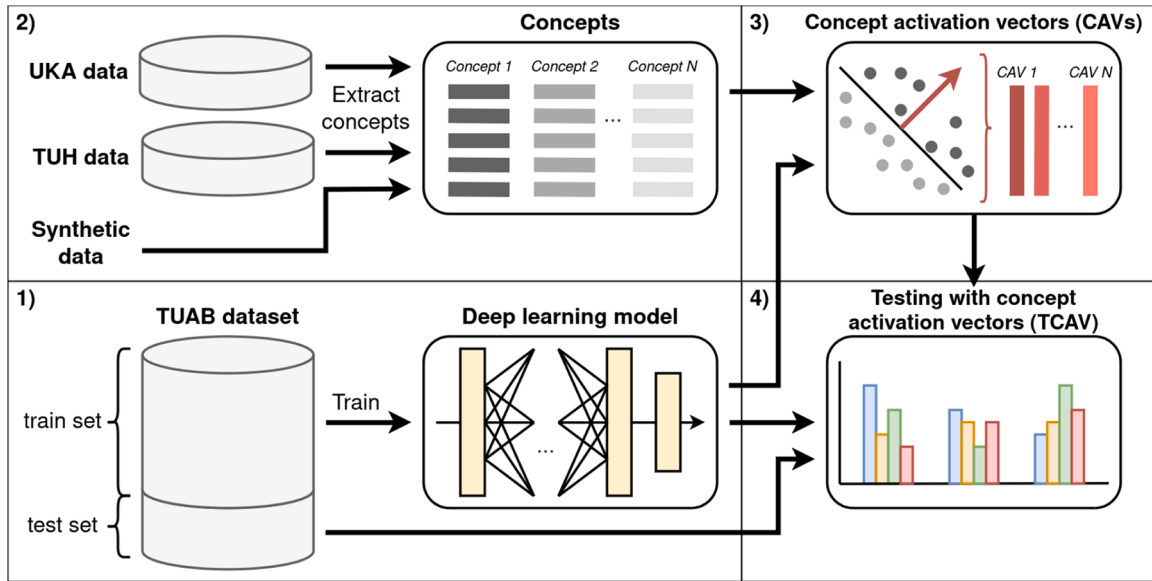 2)
UKA data
TUH data
Synthetic
data
Extract
concepts
Concepts
Concept 1 Concept 2 Concept N
...
3)
Concept activation vectors (CAVs)
CAV 1 CAV N
...
1)
TUAB dataset
train set
test set
Train
Deep learning model
...
4)
Testing with concept
activation vectors (TCAV)